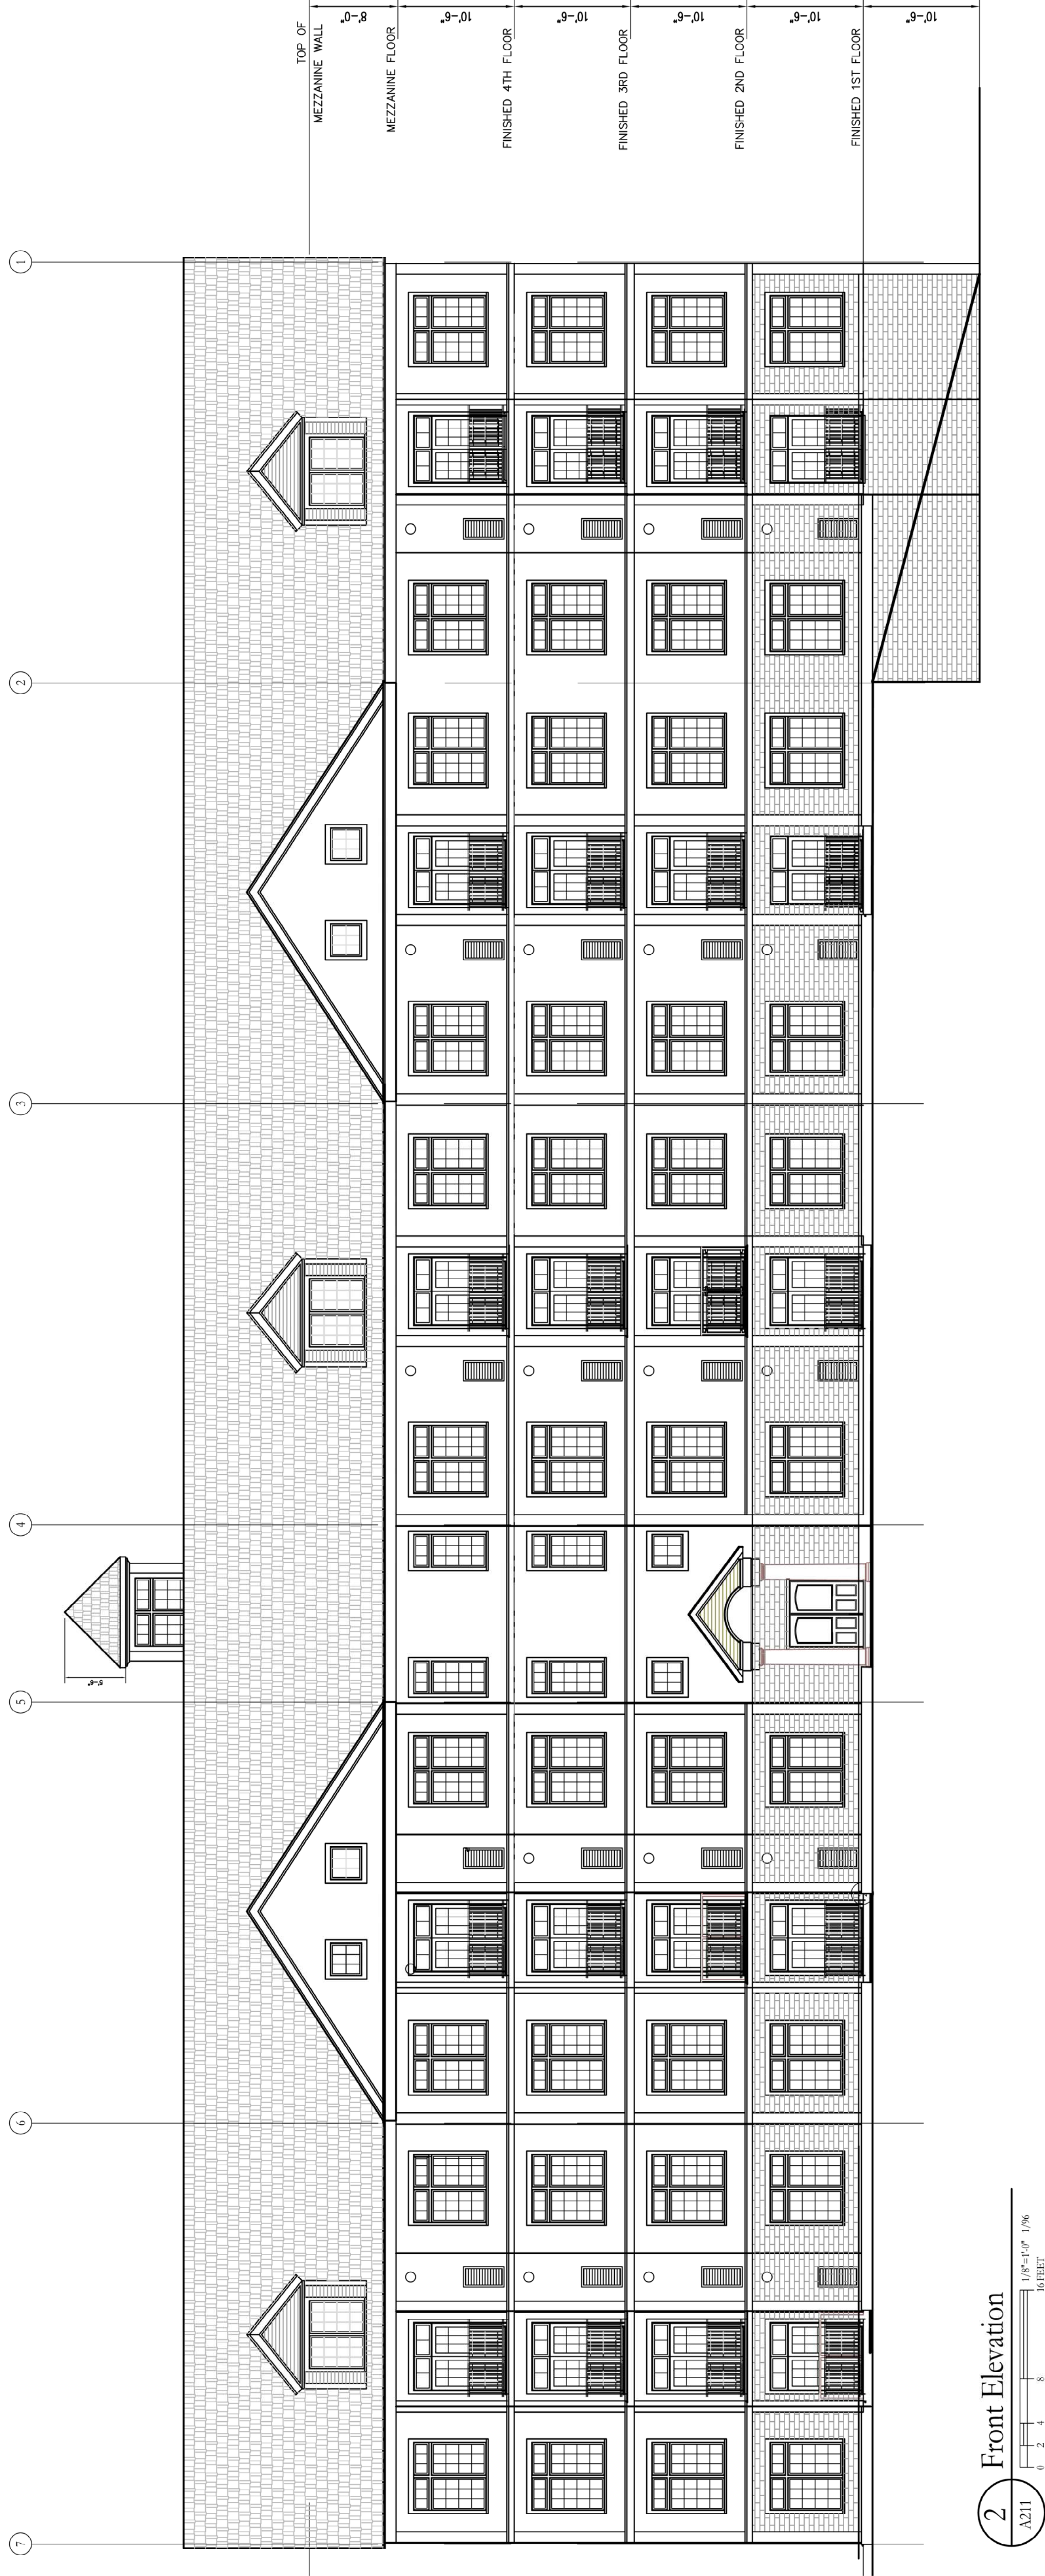 7
6
5
4
3
2
1
5'-6"
TOP OF
MEZZANINE WALL
8'-0"
MEZZANINE FLOOR
10'-6"
FINISHED 4TH FLOOR
10'-6"
FINISHED 3RD FLOOR
10'-6"
FINISHED 2ND FLOOR
10'-6"
FINISHED 1ST FLOOR
10'-6"
2
A211
Front Elevation
1/8"=1'-0" 1/96
0 2 4 8 16 FEET